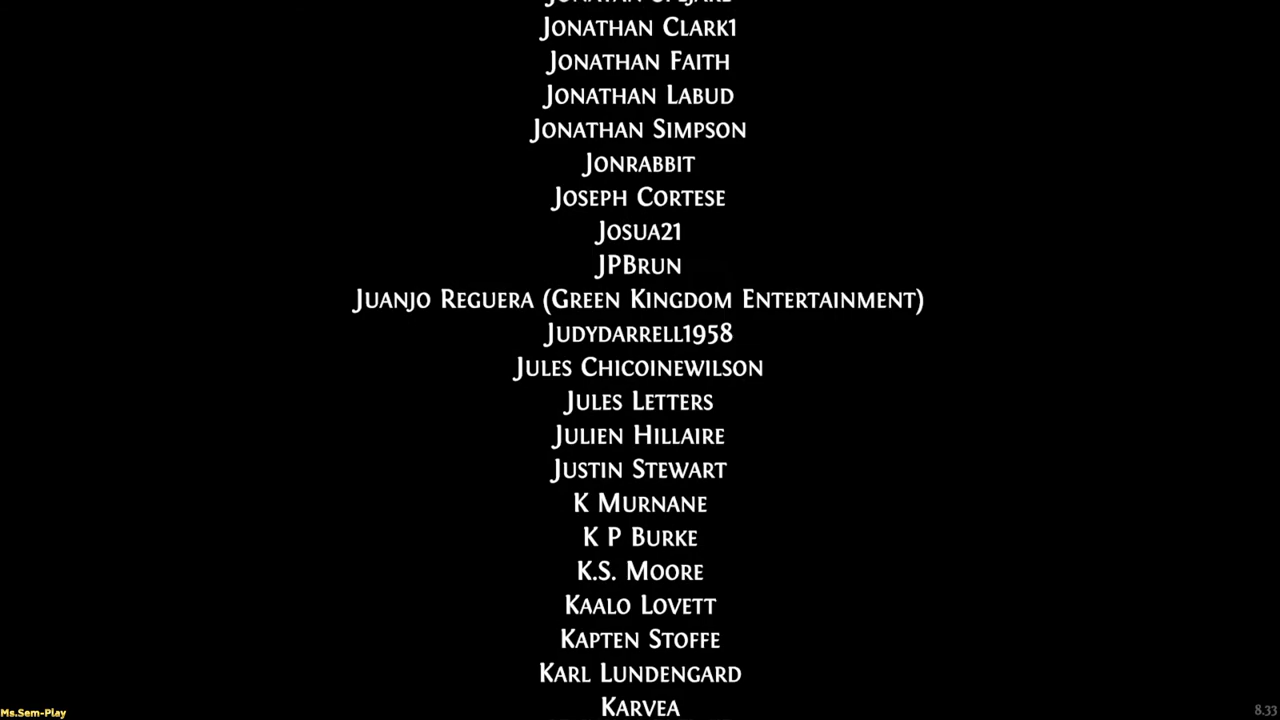 Jonathan Clark1
Jonathan Faith
Jonathan Labud
Jonathan Simpson
Jonrabbit
Joseph Cortese
Josua21
JPBrun
Juanjo Reguera (Green Kingdom Entertainment)
Judydarrell1958
Jules Chicoinewilson
Jules Letters
Julien Hillaire
Justin Stewart
K Murnane
K P Burke
K.S. Moore
Kaalo Lovett
Kapten Stoffe
Karl Lundengard
Karvea
Ms.Sem-Play
8.33